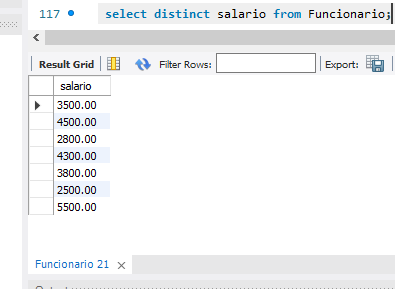 117 select distinct salario from Funcionario;
Result Grid Filter Rows: Export:
salario
3500.00
4500.00
2800.00
4300.00
3800.00
2500.00
5500.00
Funcionario 21